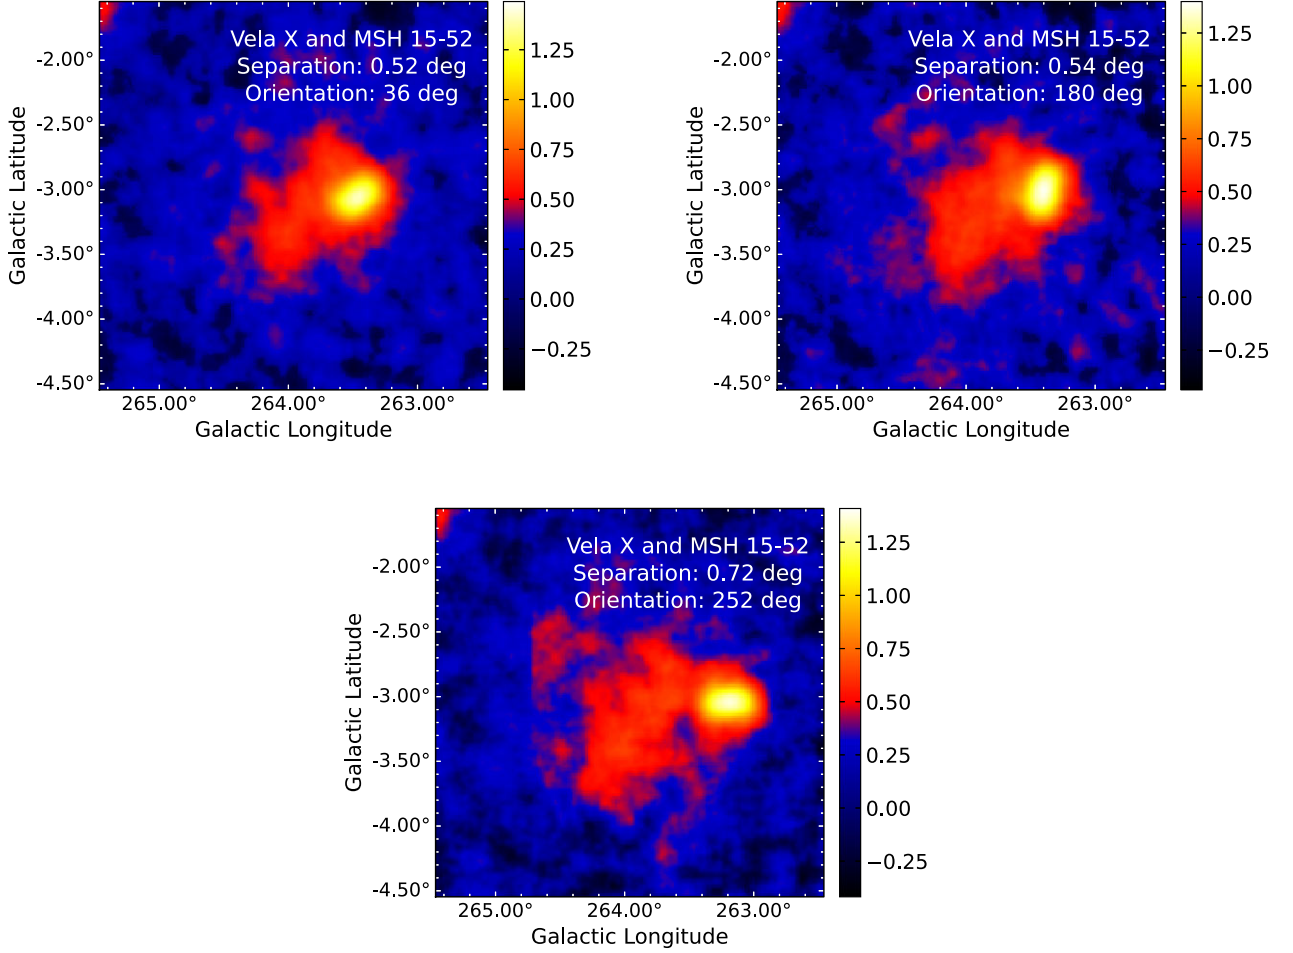 Vela X and MSH 15-52
Separation: 0.52 deg
Orientation: 36 deg
Galactic Latitude
-2.00°
-2.50°
-3.00°
-3.50°
-4.00°
-4.50°
265.00° 264.00° 263.00°
Galactic Longitude
1.25
1.00
0.75
0.50
0.25
0.00
−0.25
Vela X and MSH 15-52
Separation: 0.54 deg
Orientation: 180 deg
Galactic Latitude
-2.00°
-2.50°
-3.00°
-3.50°
-4.00°
-4.50°
265.00° 264.00° 263.00°
Galactic Longitude
1.25
1.00
0.75
0.50
0.25
0.00
−0.25
Vela X and MSH 15-52
Separation: 0.72 deg
Orientation: 252 deg
Galactic Latitude
-2.00°
-2.50°
-3.00°
-3.50°
-4.00°
-4.50°
265.00° 264.00° 263.00°
Galactic Longitude
1.25
1.00
0.75
0.50
0.25
0.00
−0.25